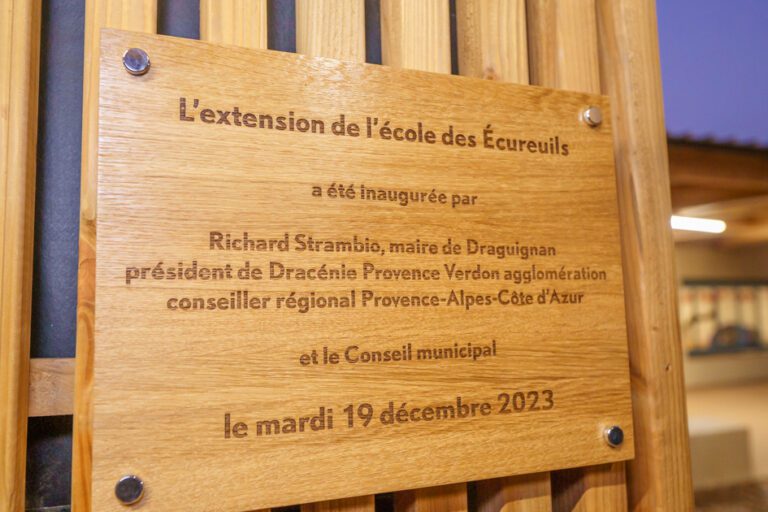 L'extension de l'école des Écureuils
a été inaugurée par
Richard Strambio, maire de Draguignan
président de Dracénie Provence Verdon agglomération
conseiller régional Provence-Alpes-Côte d'Azur
et le Conseil municipal
le mardi 19 décembre 2023